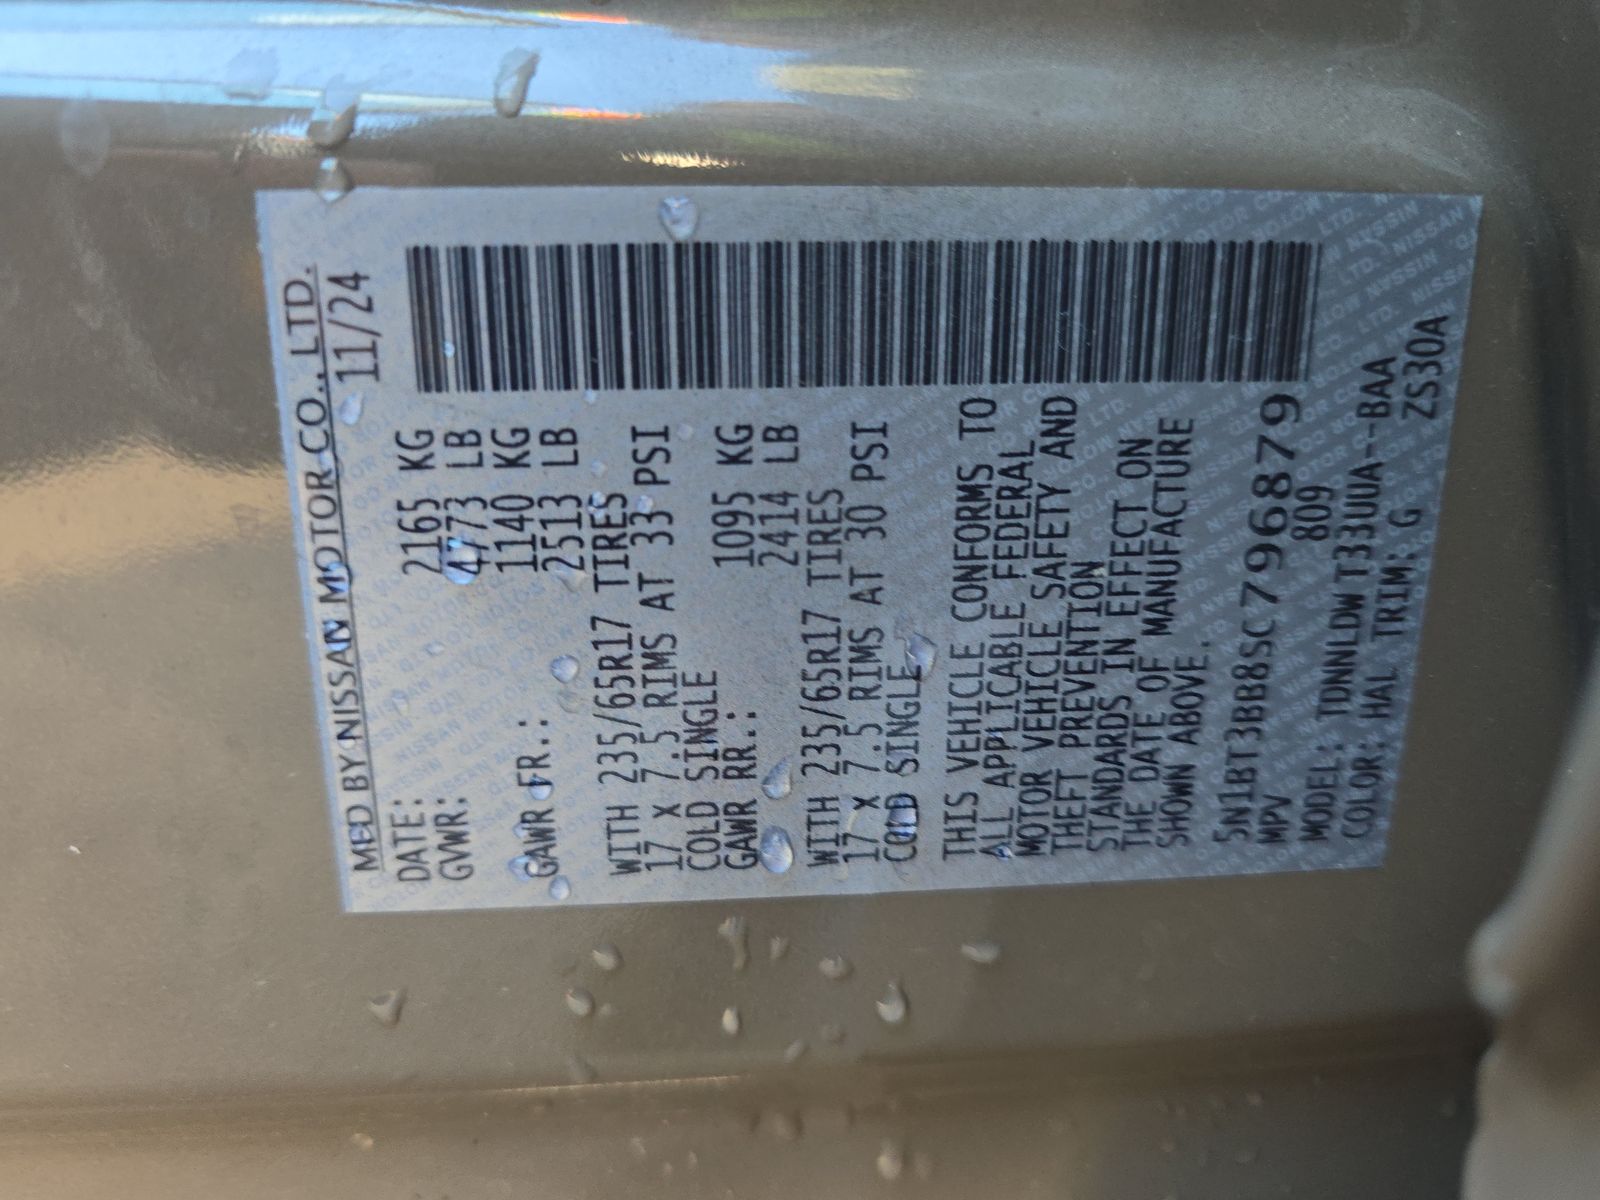 MFD BY NISSAN MOTOR CO., LTD.
DATE: 11/24
GVWR: 2165 KG
4773 LB
GAWR FR.: 1140 KG
2513 LB
WITH 235/65R17 TIRES
17 X 7.5 RIMS AT 33 PSI
COLD SINGLE
GAWR RR.: 1095 KG
2414 LB
WITH 235/65R17 TIRES
17 X 7.5 RIMS AT 30 PSI
COLD SINGLE
THIS VEHICLE CONFORMS TO
ALL APPLICABLE FEDERAL
MOTOR VEHICLE SAFETY AND
THEFT PREVENTION
STANDARDS IN EFFECT ON
THE DATE OF MANUFACTURE
SHOWN ABOVE.
5N1BT3BB8SC796879
MPV 809
MODEL: TDNNLDWT33UUA--BAA
COLOR: HAL TRIM: G ZS30A